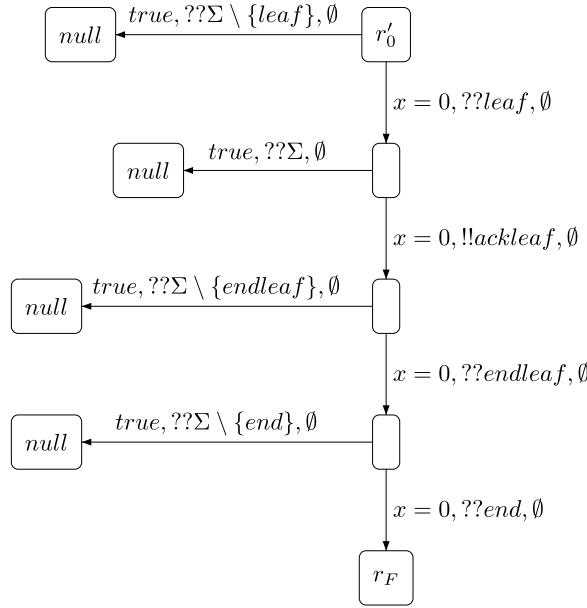 null
true, ??Σ \ {leaf}, ∅
r′₀
x = 0, ??leaf, ∅
null
true, ??Σ, ∅
x = 0, !!ackleaf, ∅
null
true, ??Σ \ {endleaf}, ∅
x = 0, ??endleaf, ∅
null
true, ??Σ \ {end}, ∅
x = 0, ??end, ∅
r_F